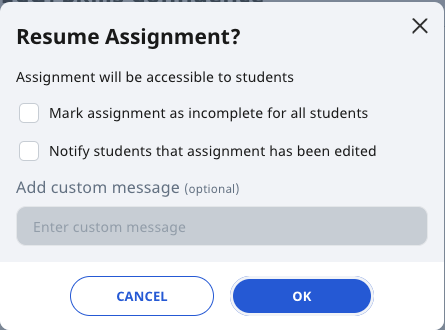 Resume Assignment?
Assignment will be accessible to students
Mark assignment as incomplete for all students
Notify students that assignment has been edited
Add custom message (optional)
Enter custom message
CANCEL
OK